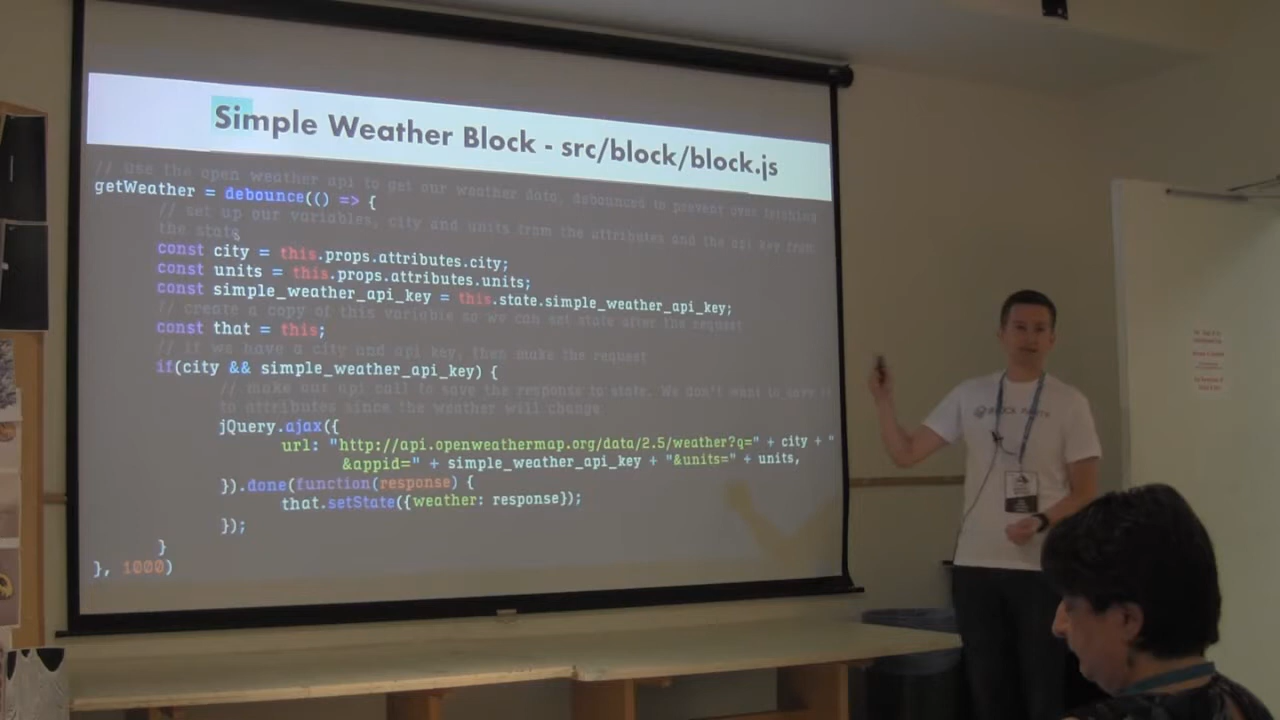 Simple Weather Block - src/block/block.js
// use the open weather api to get our weather data, debounced to prevent over fetching
getWeather = debounce(() => {
// set up our variables, city and units from the attributes and the api key from
the state
const city = this.props.attributes.city;
const units = this.props.attributes.units;
const simple_weather_api_key = this.state.simple_weather_api_key;
// create a copy of this variable so we can set state after the request
const that = this;
// if we have a city and api key, then make the request
if(city && simple_weather_api_key) {
// make our api call to save the response to state. We don't want to save it
to attributes since the weather will change
jQuery.ajax({
url: "http://api.openweathermap.org/data/2.5/weather?q=" + city + "
&appid=" + simple_weather_api_key + "&units=" + units,
}).done(function(response) {
that.setState({weather: response});
});
}
}, 1000)
BLOCK PARTY